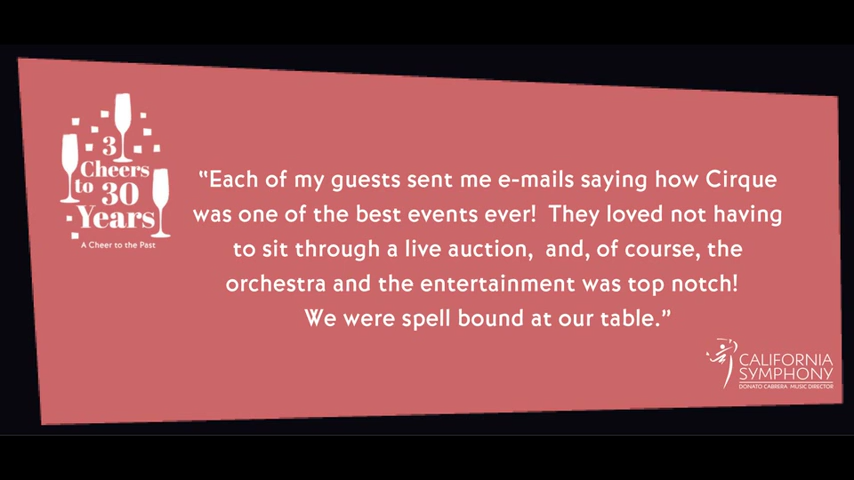 3
Cheers
to 30
Years
A Cheer to the Past
“Each of my guests sent me e-mails saying how Cirque
was one of the best events ever!  They loved not having
to sit through a live auction,  and, of course, the
orchestra and the entertainment was top notch!
We were spell bound at our table.”
CALIFORNIA
SYMPHONY
DONATO CABRERA  MUSIC DIRECTOR